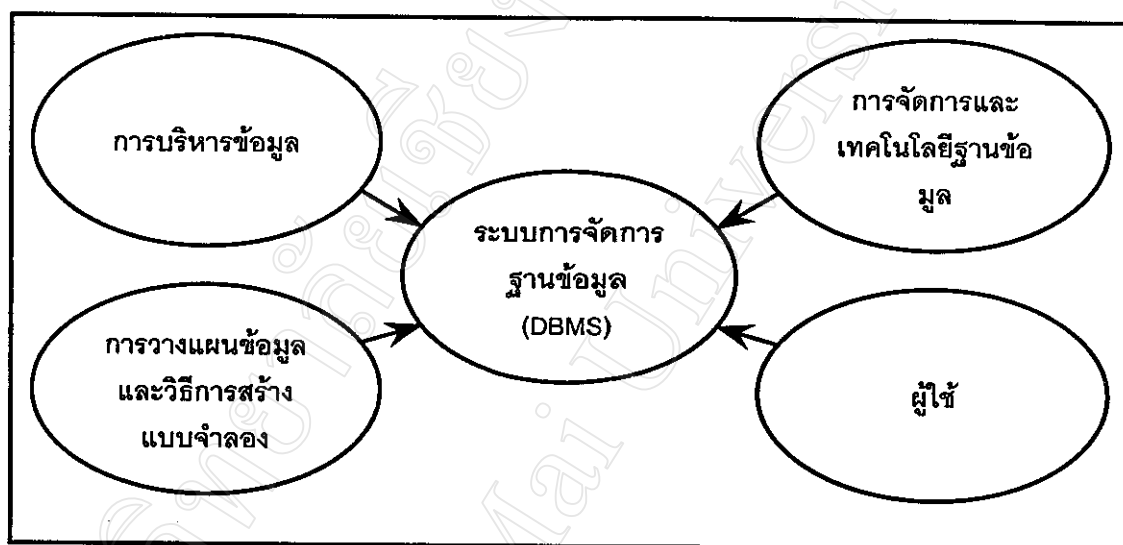 การบริหารข้อมูล
การจัดการและ
เทคโนโลยีฐานข้อ
มูล
ระบบการจัดการ
ฐานข้อมูล
(DBMS)
การวางแผนข้อมูล
และวิธีการสร้าง
แบบจำลอง
ผู้ใช้